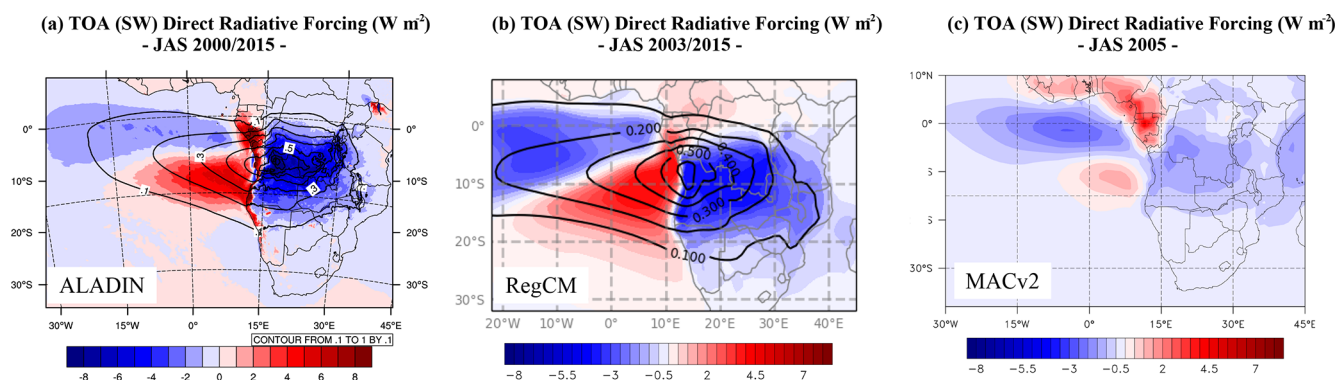 (a) TOA (SW) Direct Radiative Forcing (W m-2)
- JAS 2000/2015 -
.1
.5
.3
.1
.3
0°
10°S
20°S
30°S
0°
10°S
20°S
30°S
ALADIN
30°W 15°W 0° 15°E 30°E 45°E
CONTOUR FROM .1 TO 1 BY .1
-8 -6 -4 -2 0 2 4 6 8
(b) TOA (SW) Direct Radiative Forcing (W m-2)
- JAS 2003/2015 -
0.200
0.500
0.400
0.300
0.100
0°
10°S
20°S
30°S
RegCM
20°W 10°W 0° 10°E 20°E 30°E 40°E
−8 −5.5 −3 −0.5 2 4.5 7
(c) TOA (SW) Direct Radiative Forcing (W m-2)
- JAS 2005 -
10°N
0°
°S
°S
30°S
MACv2
30°W 15°W 0° 15°E 30°E 45°E
−8 −5.5 −3 −0.5 2 4.5 7